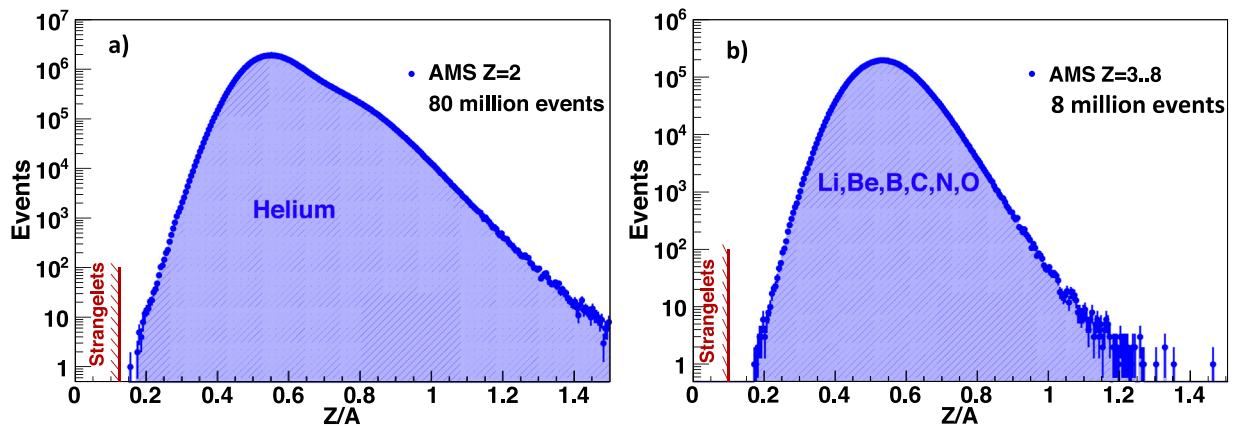 a)
AMS Z=2
80 million events
Helium
Strangelets
Events
10⁷
10⁶
10⁵
10⁴
10³
10²
10
1
0 0.2 0.4 0.6 0.8 1 1.2 1.4
Z/A
b)
AMS Z=3..8
8 million events
Li,Be,B,C,N,O
Strangelets
Events
10⁶
10⁵
10⁴
10³
10²
10
1
0 0.2 0.4 0.6 0.8 1 1.2 1.4
Z/A